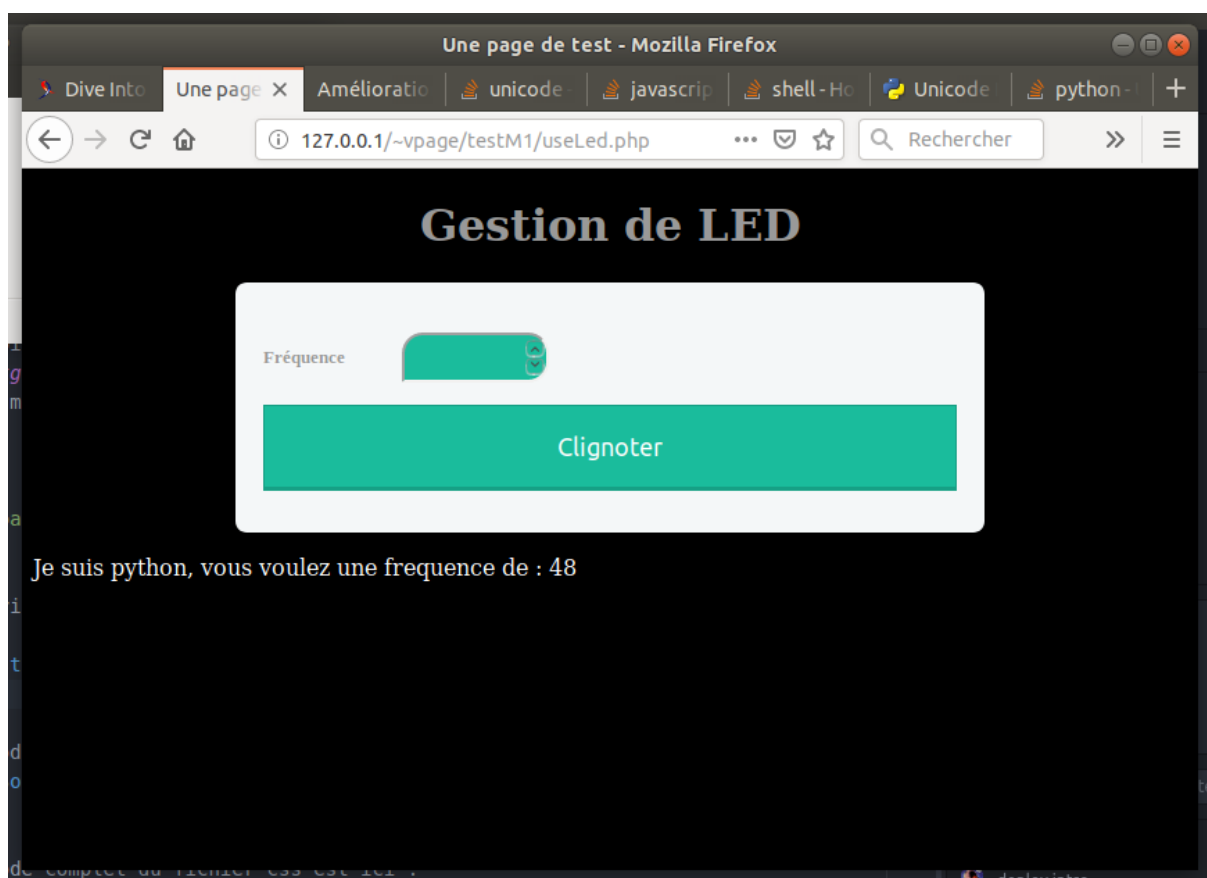 Une page de test - Mozilla Firefox
Dive Into Une page Amélioratio unicode - javascrip shell - Ho Unicode python -
127.0.0.1/~vpage/testM1/useLed.php Rechercher
Gestion de LED
Fréquence
Clignoter
Je suis python, vous voulez une frequence de : 48